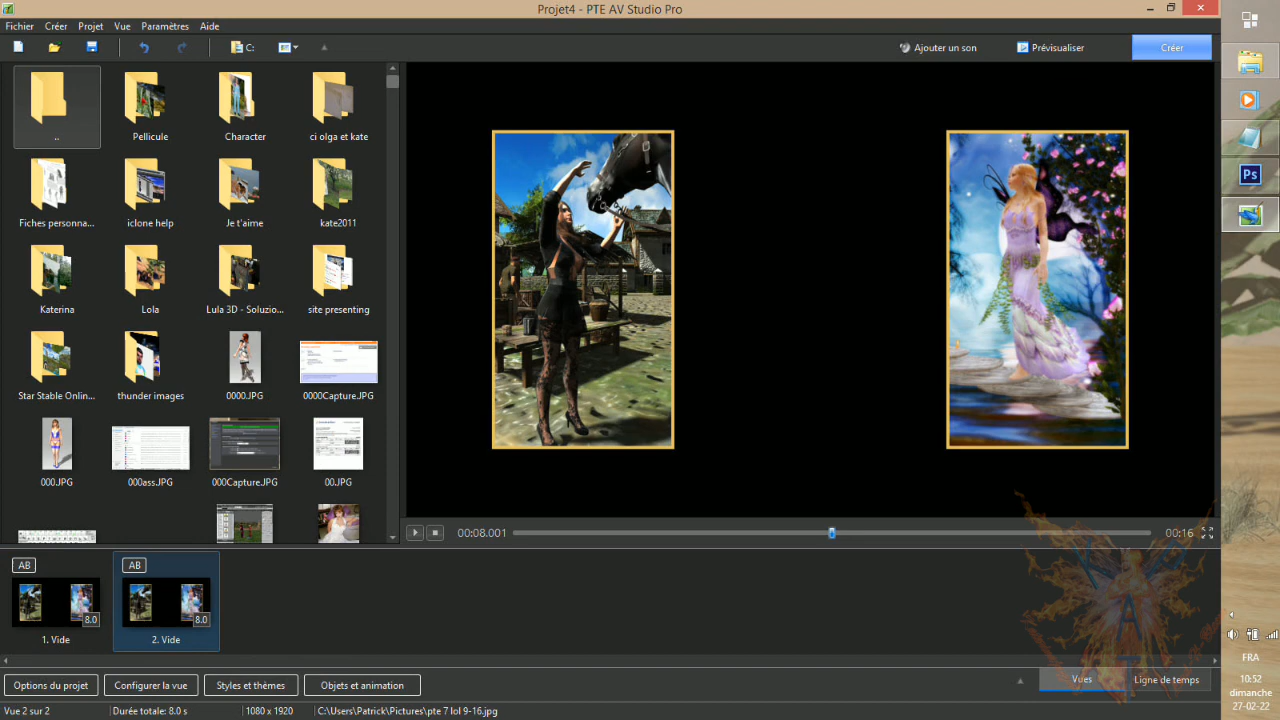 Projet4 - PTE AV Studio Pro
Fichier Créer Projet Vue Paramètres Aide
C: Ajouter un son Prévisualiser Créer
.. Pellicule Character ci olga et kate
Fiches personna... iclone help Je t'aime kate2011
Katerina Lola Lula 3D - Soluzio... site presenting
Star Stable Onlin... thunder images 0000.JPG 0000Capture.JPG
000.JPG 000ass.JPG 000Capture.JPG 00.JPG
00:08.001 00:16
AB AB
8.0 8.0
1. Vide 2. Vide
Options du projet Configurer la vue Styles et thèmes Objets et animation Vues Ligne de temps
Vue 2 sur 2 Durée totale: 8.0 s 1080 x 1920 C:\Users\Patrick\Pictures\pte 7 lol 9-16.jpg
Ps
FRA
10:52
dimanche
27-02-22